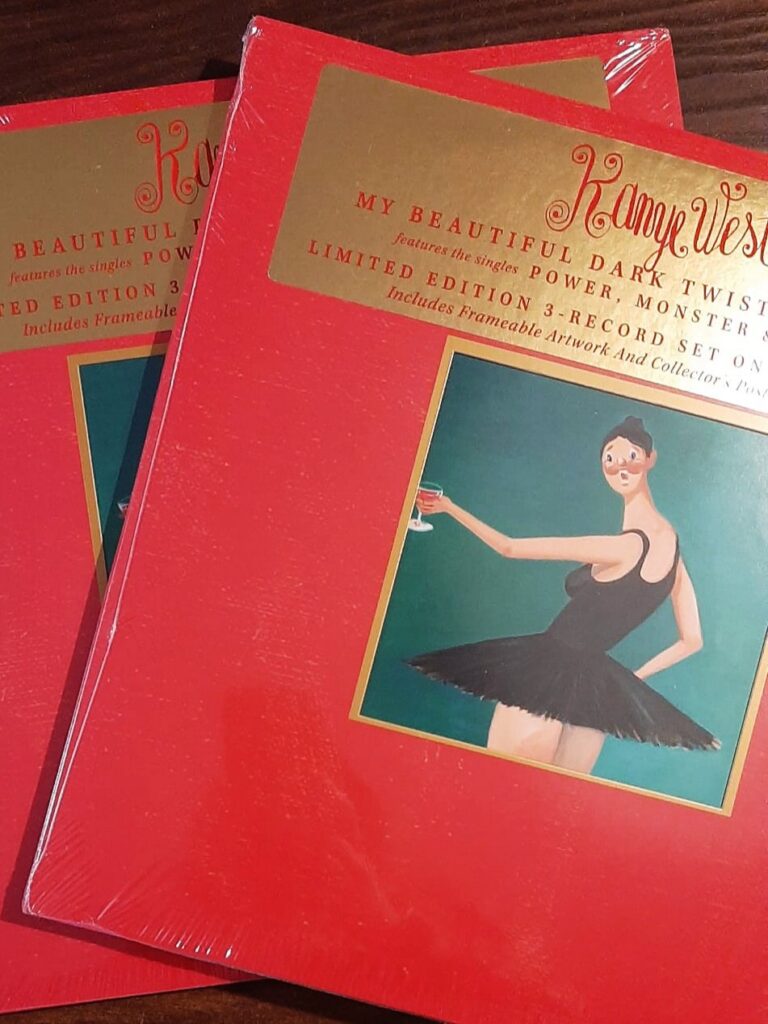 Kanye West
MY BEAUTIFUL DARK TWIST
features the singles POWER, MONSTER
LIMITED EDITION 3-RECORD SET ON
Includes Frameable Artwork And Collector's Post
Ka
BEAUTIFUL
features the singles POW
TED EDITION 3
Includes Frameable